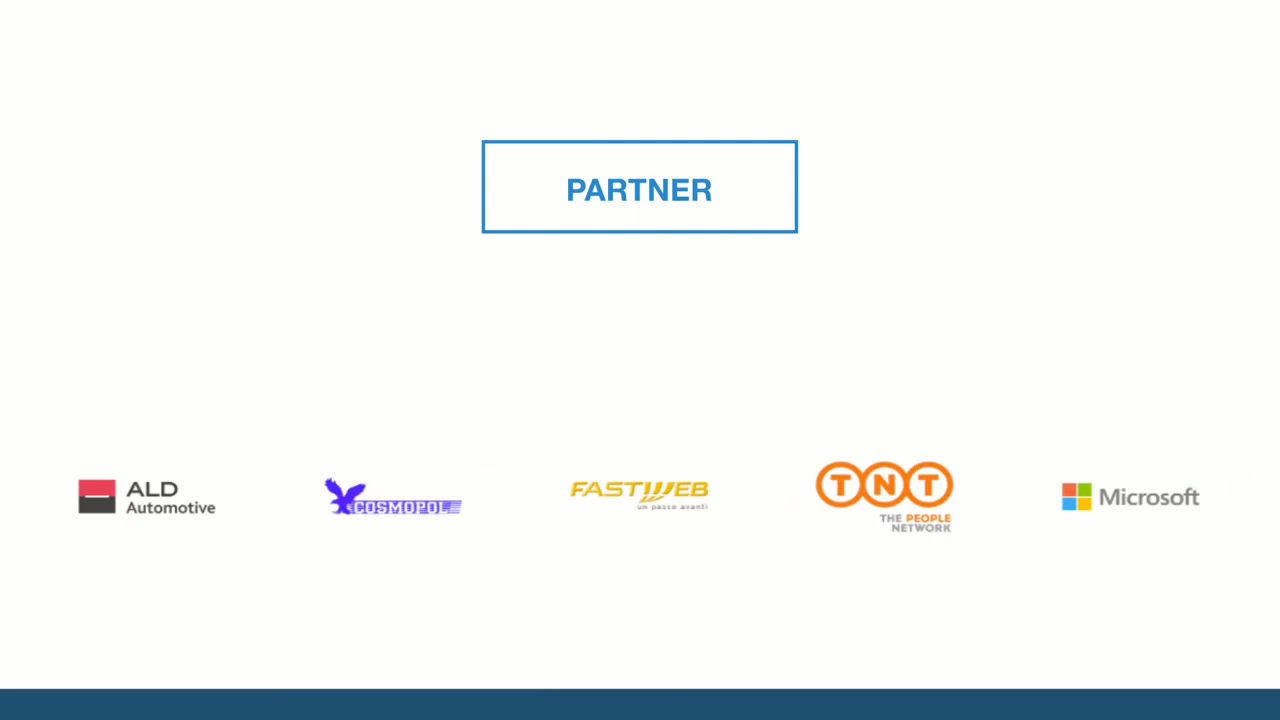 PARTNER
ALD
Automotive
COSMOPOL
FASTWEB
un passo avanti
TNT
THE PEOPLE
NETWORK
Microsoft